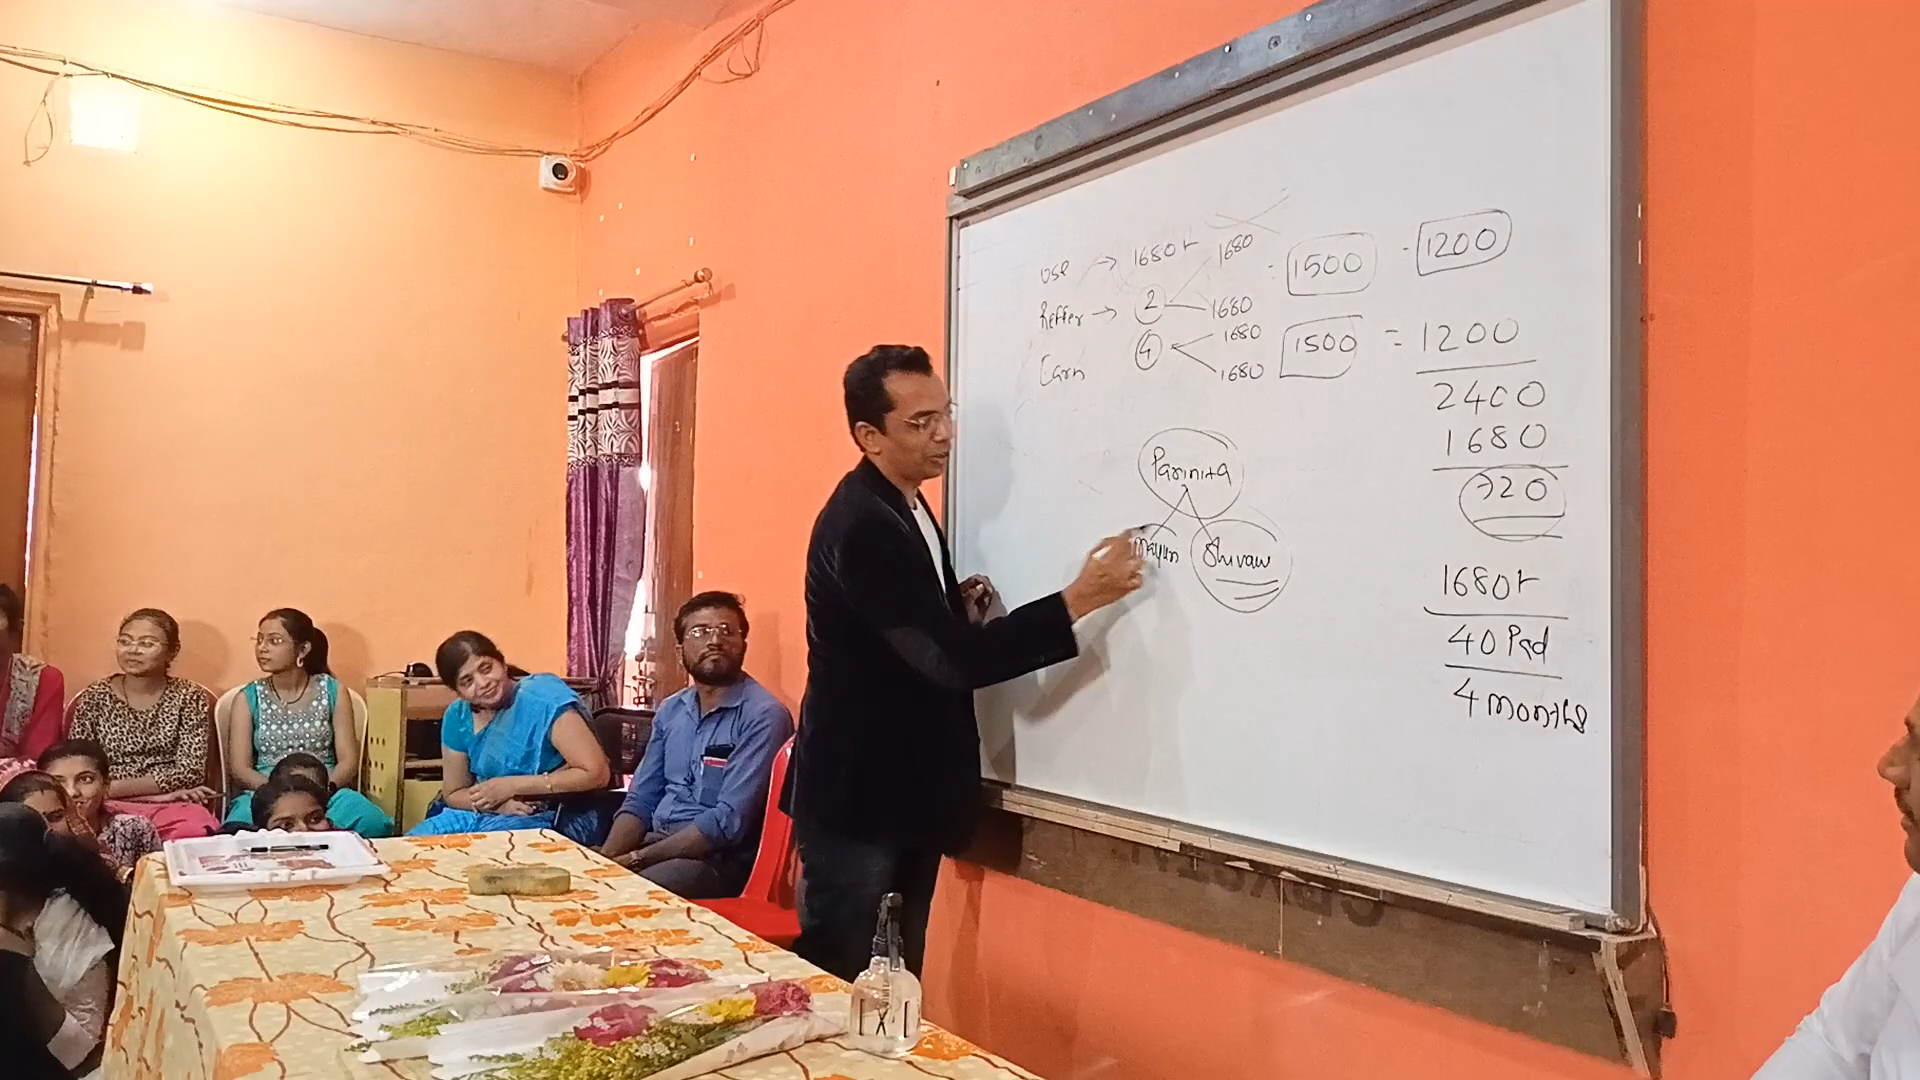 use → 1680+ 1680 = 1500 = 1200
Reffer → 2 1680
4 1680 1500 = 1200
Earn 1680
2400
1680
720
Parinita
mayur Shivam
1680+
40 Pad
4 months